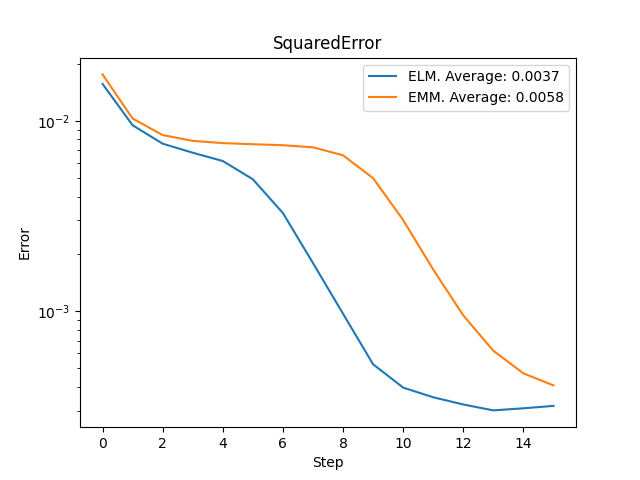 SquaredError
ELM. Average: 0.0037
EMM. Average: 0.0058
10⁻²
10⁻³
Error
0 2 4 6 8 10 12 14
Step